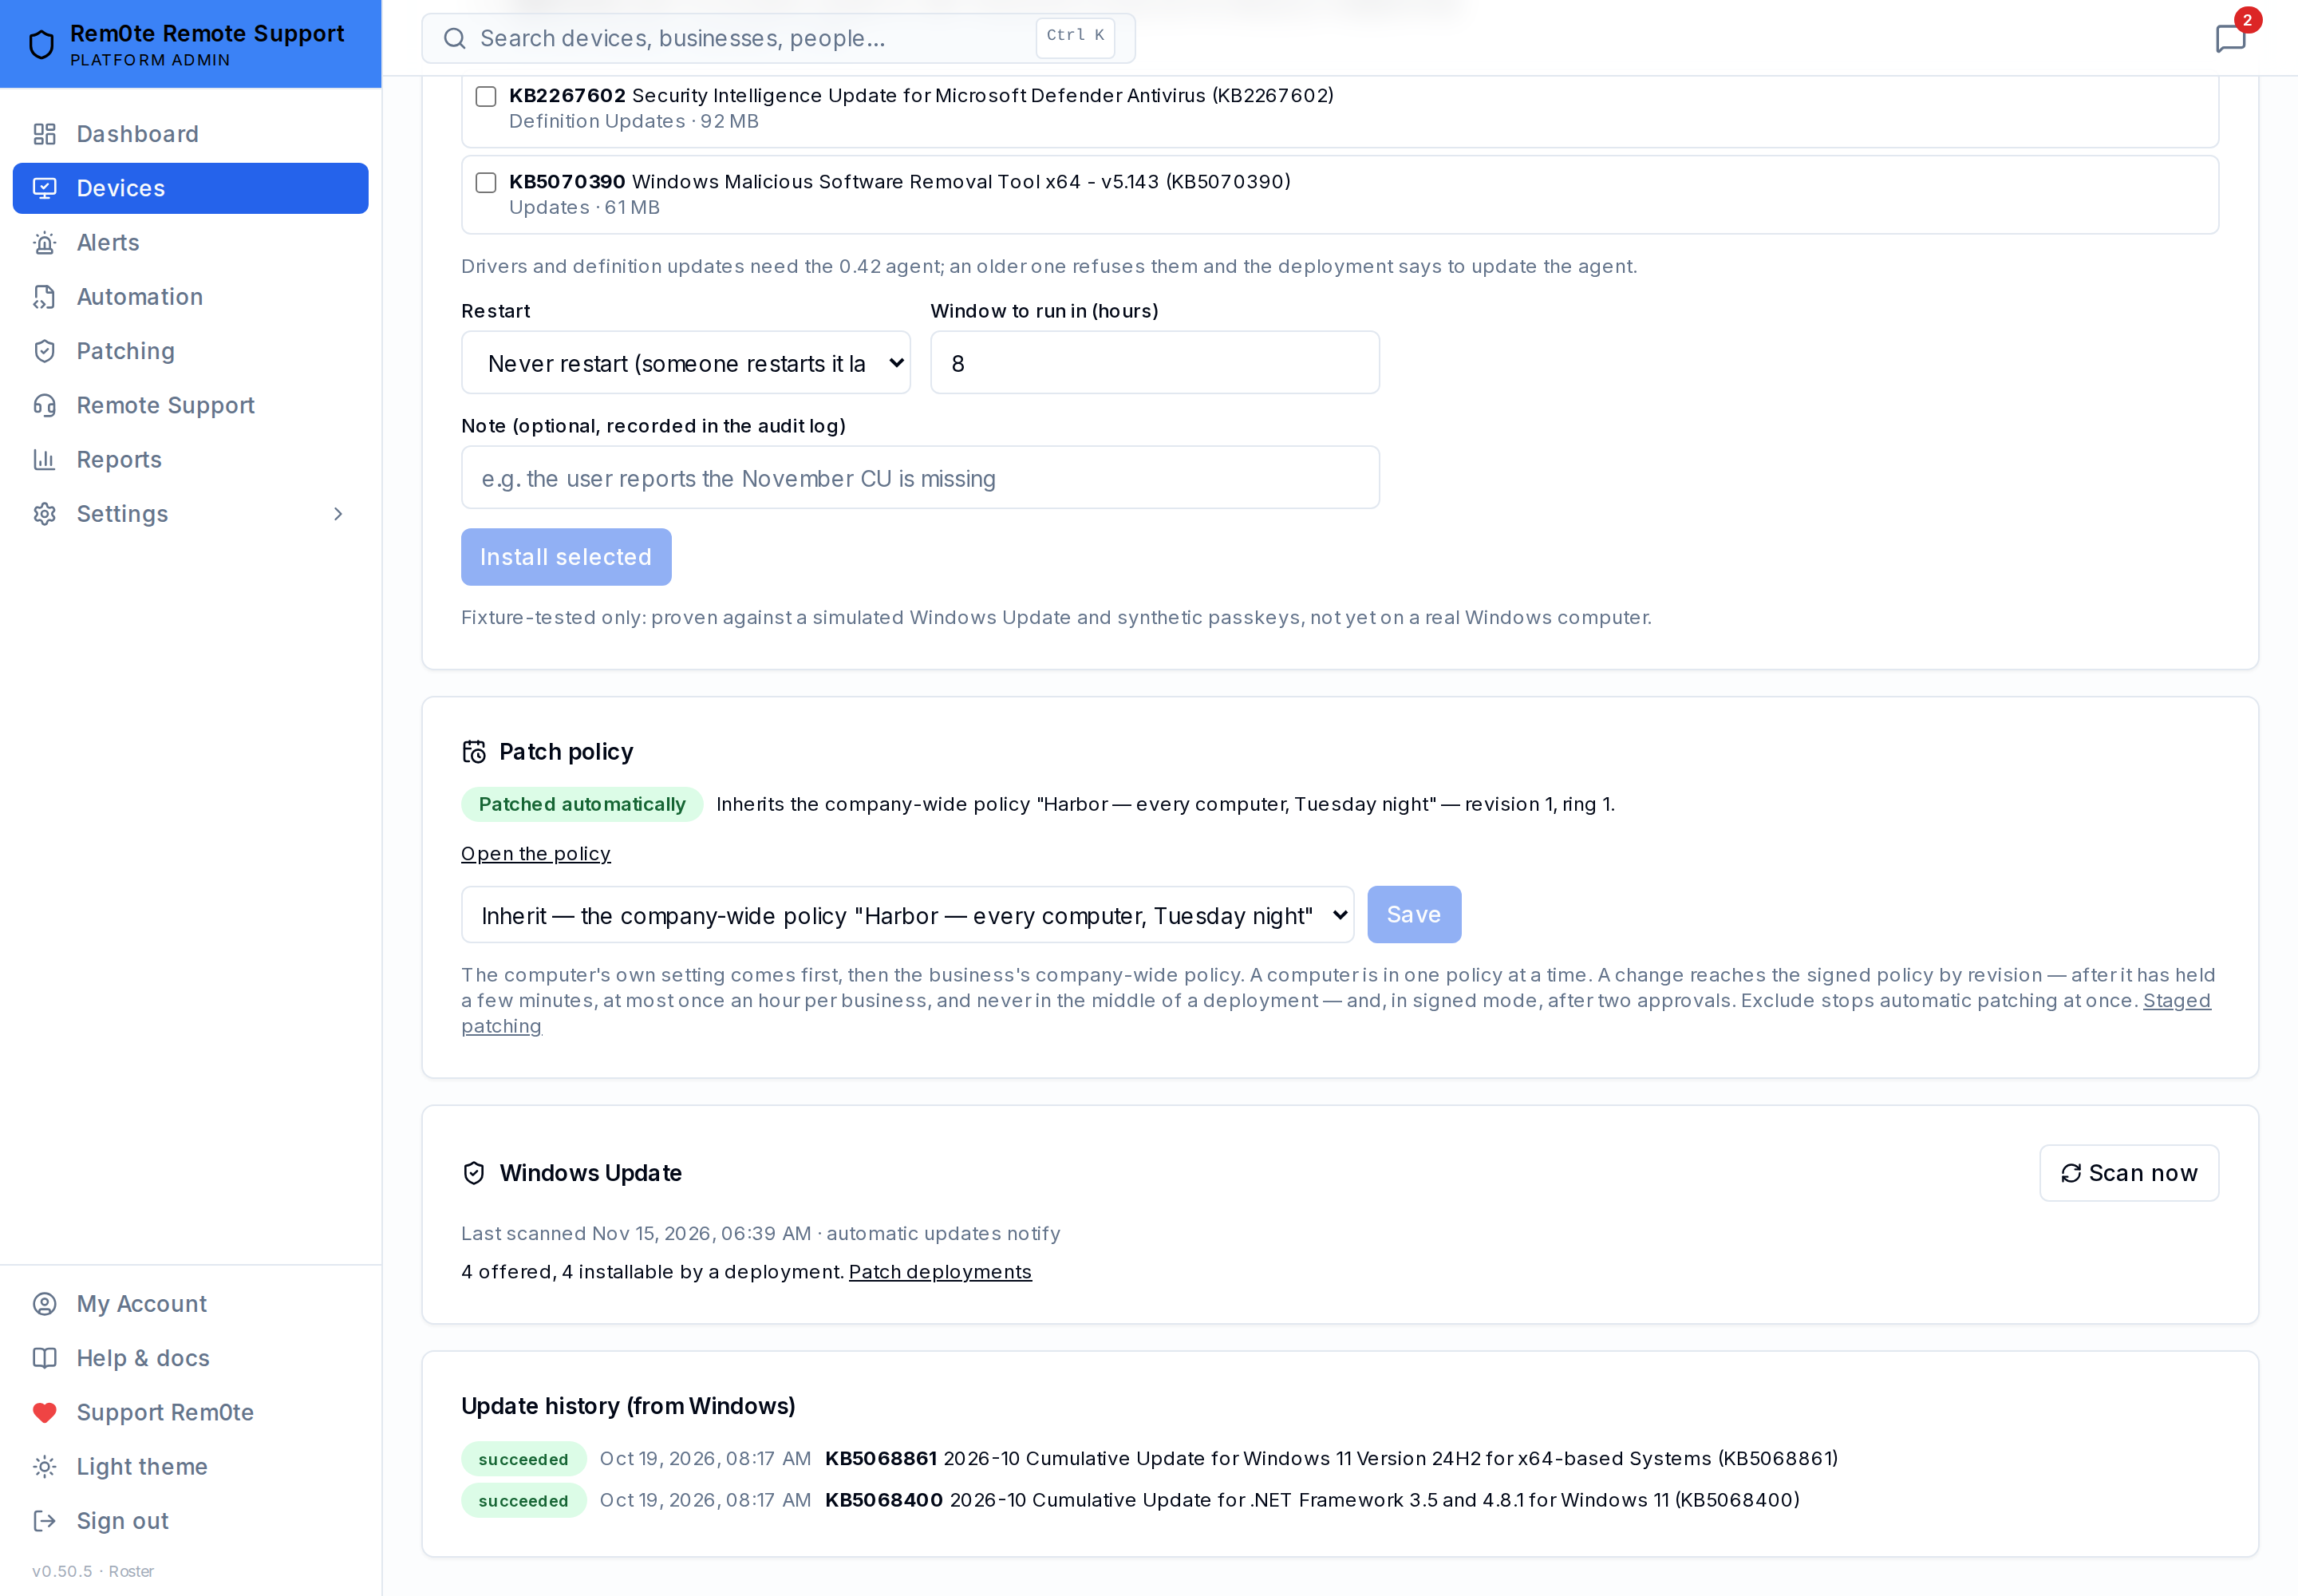 Rem0te Remote Support
PLATFORM ADMIN
Search devices, businesses, people...
Ctrl K
2
Dashboard
Devices
Alerts
Automation
Patching
Remote Support
Reports
Settings
My Account
Help & docs
Support Rem0te
Light theme
Sign out
v0.50.5 · Roster
KB2267602 Security Intelligence Update for Microsoft Defender Antivirus (KB2267602)
Definition Updates · 92 MB
KB5070390 Windows Malicious Software Removal Tool x64 - v5.143 (KB5070390)
Updates · 61 MB
Drivers and definition updates need the 0.42 agent; an older one refuses them and the deployment says to update the agent.
Restart
Window to run in (hours)
Never restart (someone restarts it la
8
Note (optional, recorded in the audit log)
e.g. the user reports the November CU is missing
Install selected
Fixture-tested only: proven against a simulated Windows Update and synthetic passkeys, not yet on a real Windows computer.
Patch policy
Patched automatically Inherits the company-wide policy "Harbor — every computer, Tuesday night" — revision 1, ring 1.
Open the policy
Inherit — the company-wide policy "Harbor — every computer, Tuesday night"
Save
The computer's own setting comes first, then the business's company-wide policy. A computer is in one policy at a time. A change reaches the signed policy by revision — after it has held
a few minutes, at most once an hour per business, and never in the middle of a deployment — and, in signed mode, after two approvals. Exclude stops automatic patching at once. Staged
patching
Windows Update
Scan now
Last scanned Nov 15, 2026, 06:39 AM · automatic updates notify
4 offered, 4 installable by a deployment. Patch deployments
Update history (from Windows)
succeeded Oct 19, 2026, 08:17 AM KB5068861 2026-10 Cumulative Update for Windows 11 Version 24H2 for x64-based Systems (KB5068861)
succeeded Oct 19, 2026, 08:17 AM KB5068400 2026-10 Cumulative Update for .NET Framework 3.5 and 4.8.1 for Windows 11 (KB5068400)